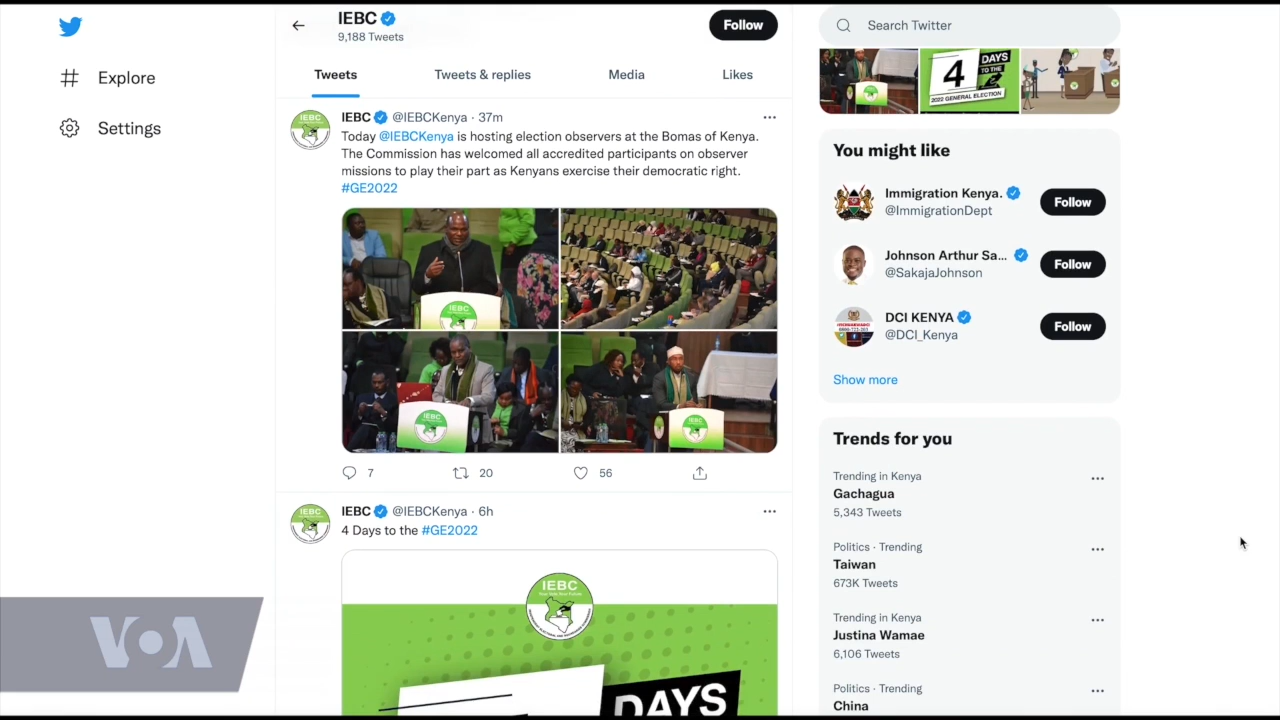 IEBC
9,188 Tweets
Follow
Search Twitter
Explore
Settings
Tweets
Tweets & replies
Media
Likes
4 DAYS
TO THE
2022 GENERAL ELECTION
IEBC @IEBCKenya · 37m
Today @IEBCKenya is hosting election observers at the Bomas of Kenya.
The Commission has welcomed all accredited participants on observer
missions to play their part as Kenyans exercise their democratic right.
#GE2022
IEBC
IEBC
7
20
56
IEBC @IEBCKenya · 6h
4 Days to the #GE2022
IEBC
DAYS
You might like
Immigration Kenya.
@ImmigrationDept
Follow
Johnson Arthur Sa...
@SakajaJohnson
Follow
DCI KENYA
@DCI_Kenya
Follow
Show more
Trends for you
Trending in Kenya
Gachagua
5,343 Tweets
Politics · Trending
Taiwan
673K Tweets
Trending in Kenya
Justina Wamae
6,106 Tweets
Politics · Trending
China
VOA